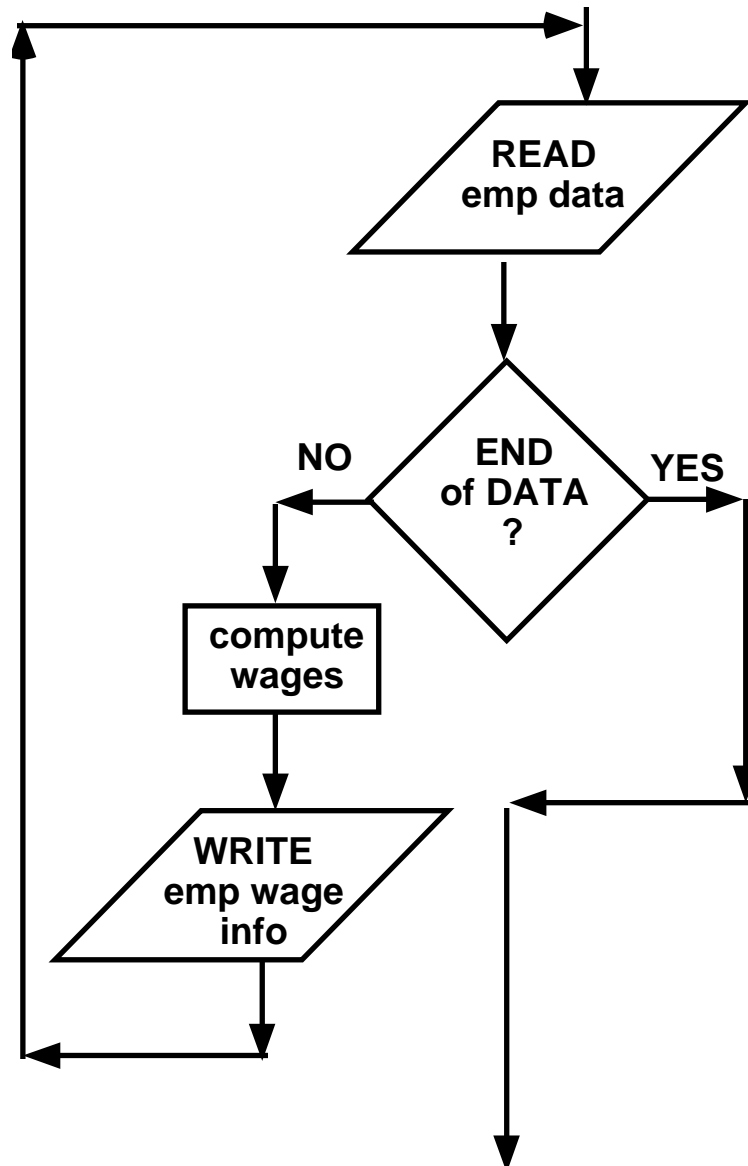 READ
emp data
END
of DATA
?
NO
YES
compute
wages
WRITE
emp wage
info